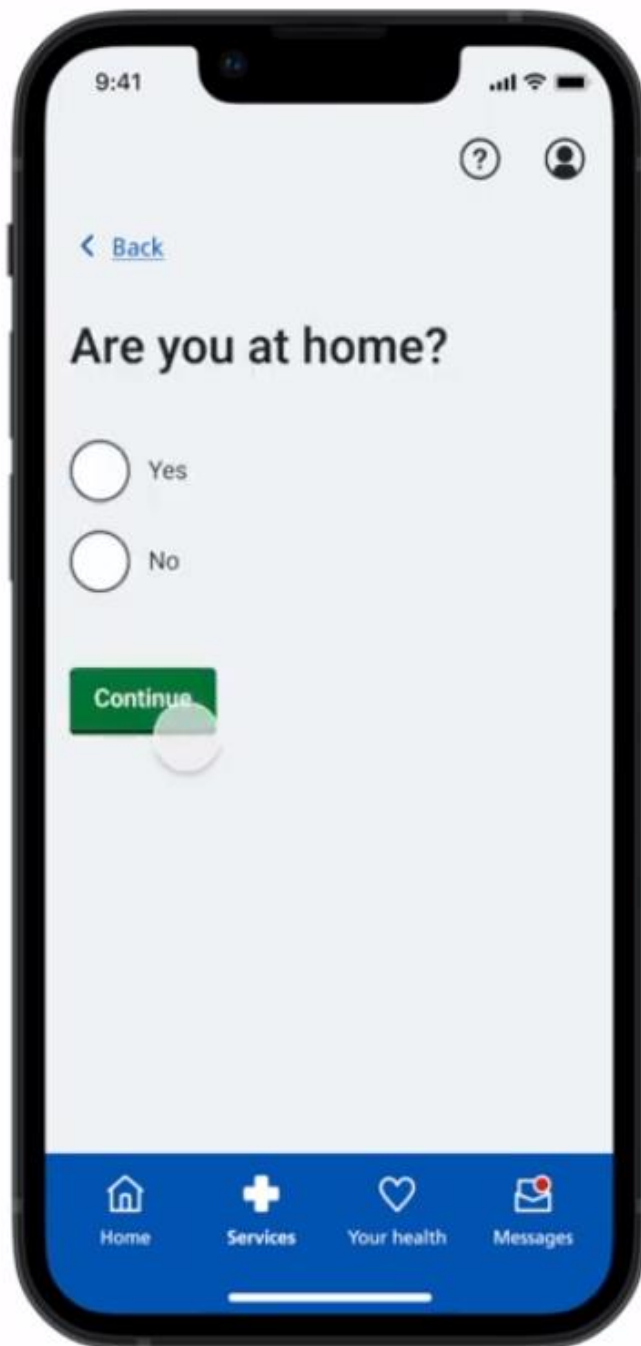 9:41
?
Back
Are you at home?
Yes
No
Continue
Home Services Your health Messages